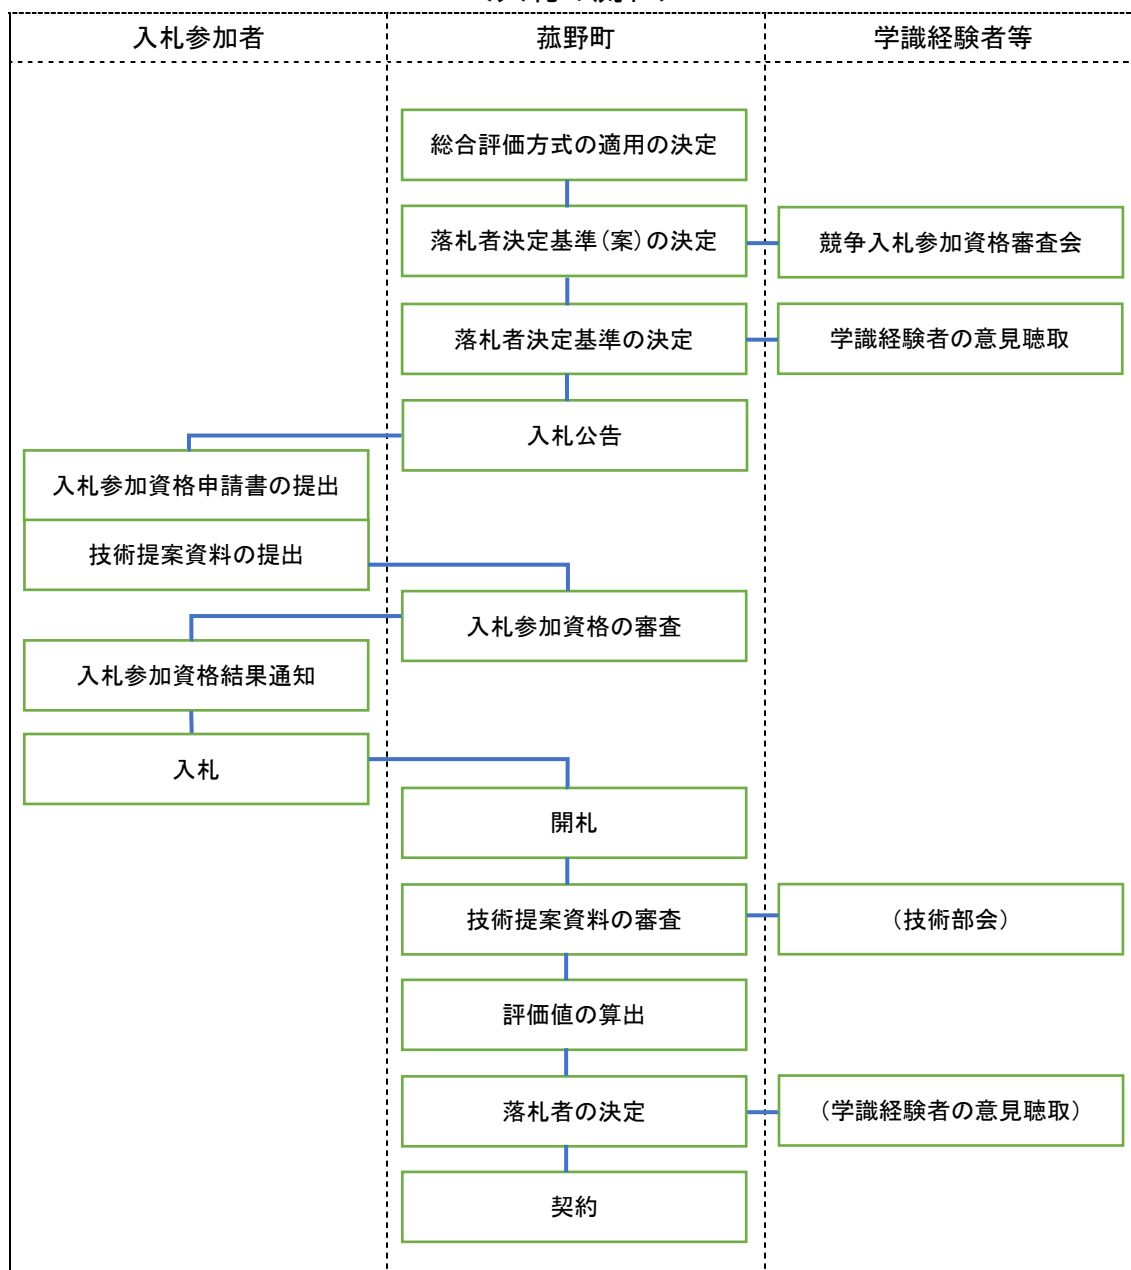 入札参加者
菰野町
学識経験者等
総合評価方式の適用の決定
落札者決定基準（案）の決定
競争入札参加資格審査会
落札者決定基準の決定
学識経験者の意見聴取
入札公告
入札参加資格申請書の提出
技術提案資料の提出
入札参加資格の審査
入札参加資格結果通知
入札
開札
技術提案資料の審査
（技術部会）
評価値の算出
落札者の決定
（学識経験者の意見聴取）
契約